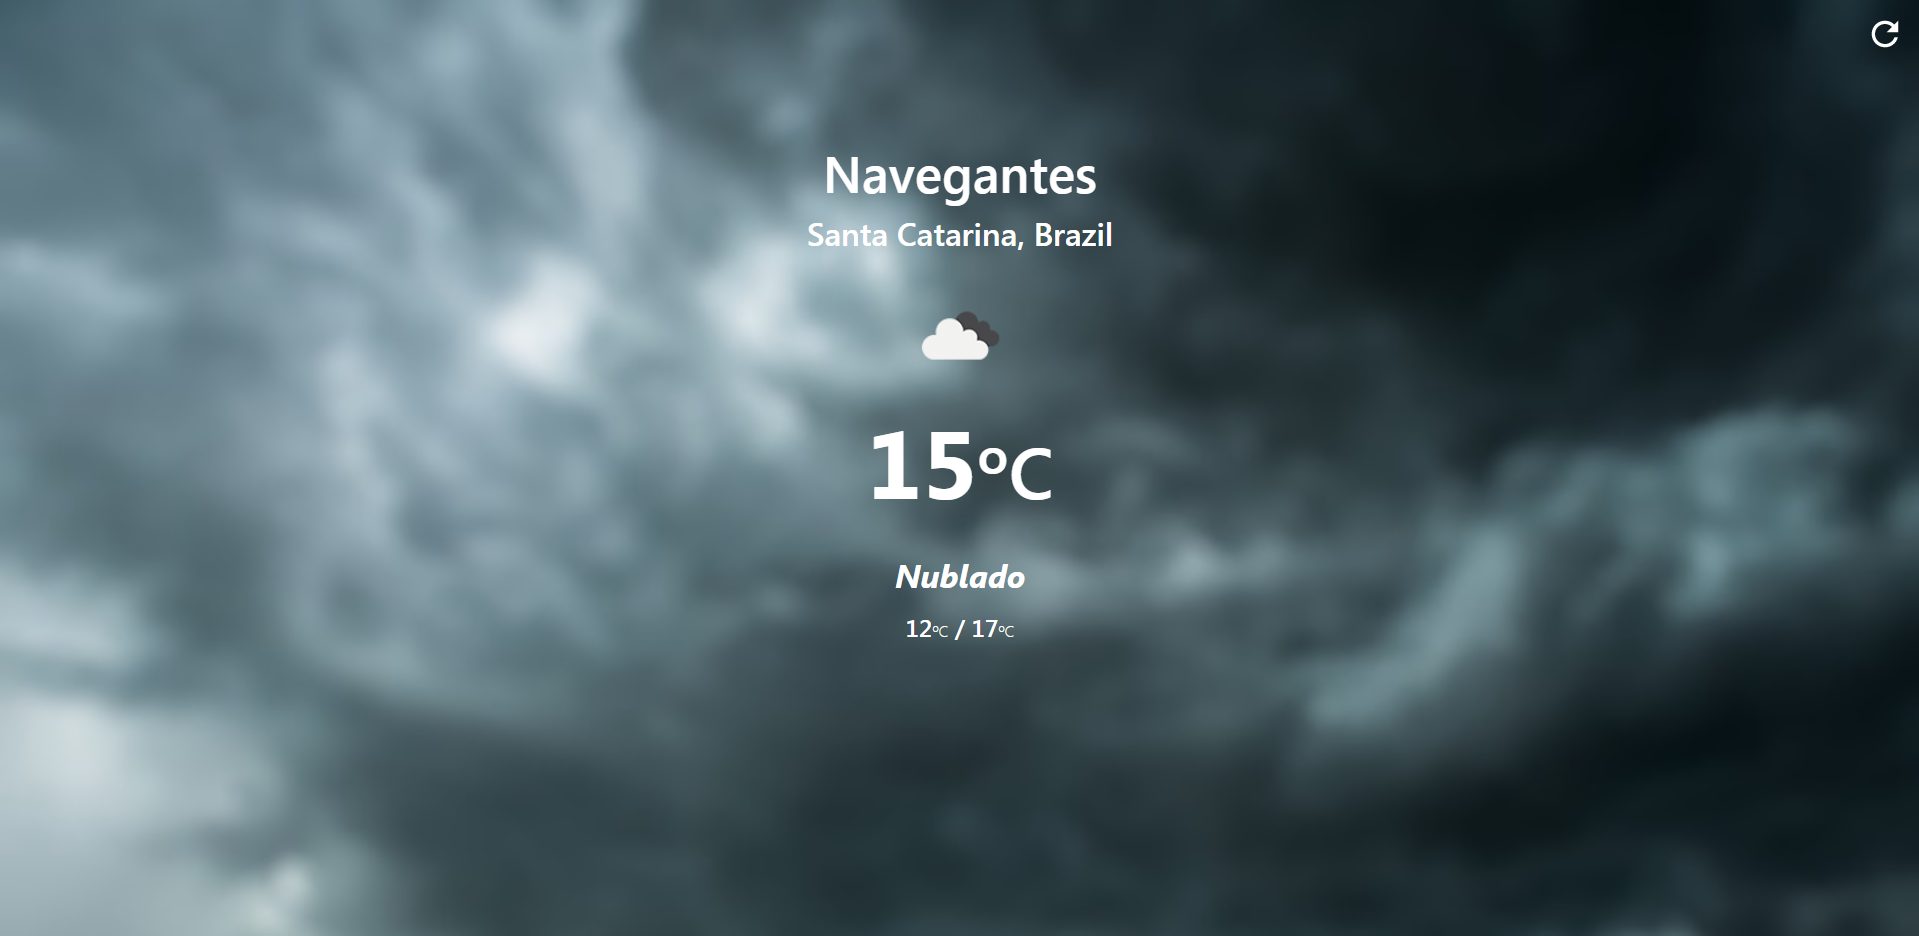 Navegantes
Santa Catarina, Brazil
15ºC
Nublado
12ºC / 17ºC